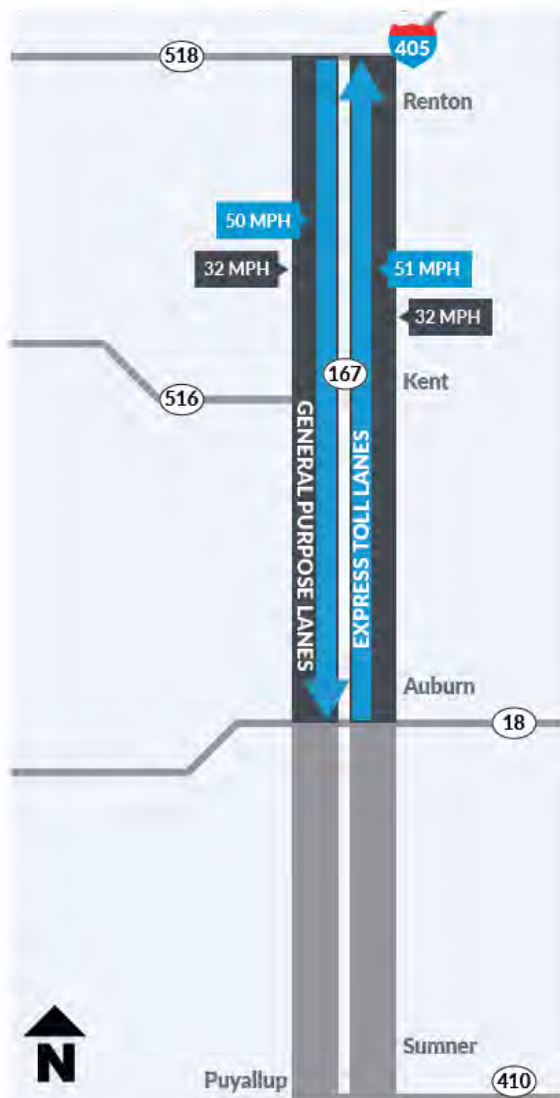 405
518
Renton
50 MPH
32 MPH
51 MPH
32 MPH
167
Kent
516
GENERAL PURPOSE LANES
EXPRESS TOLL LANES
Auburn
18
Sumner
N
Puyallup
410